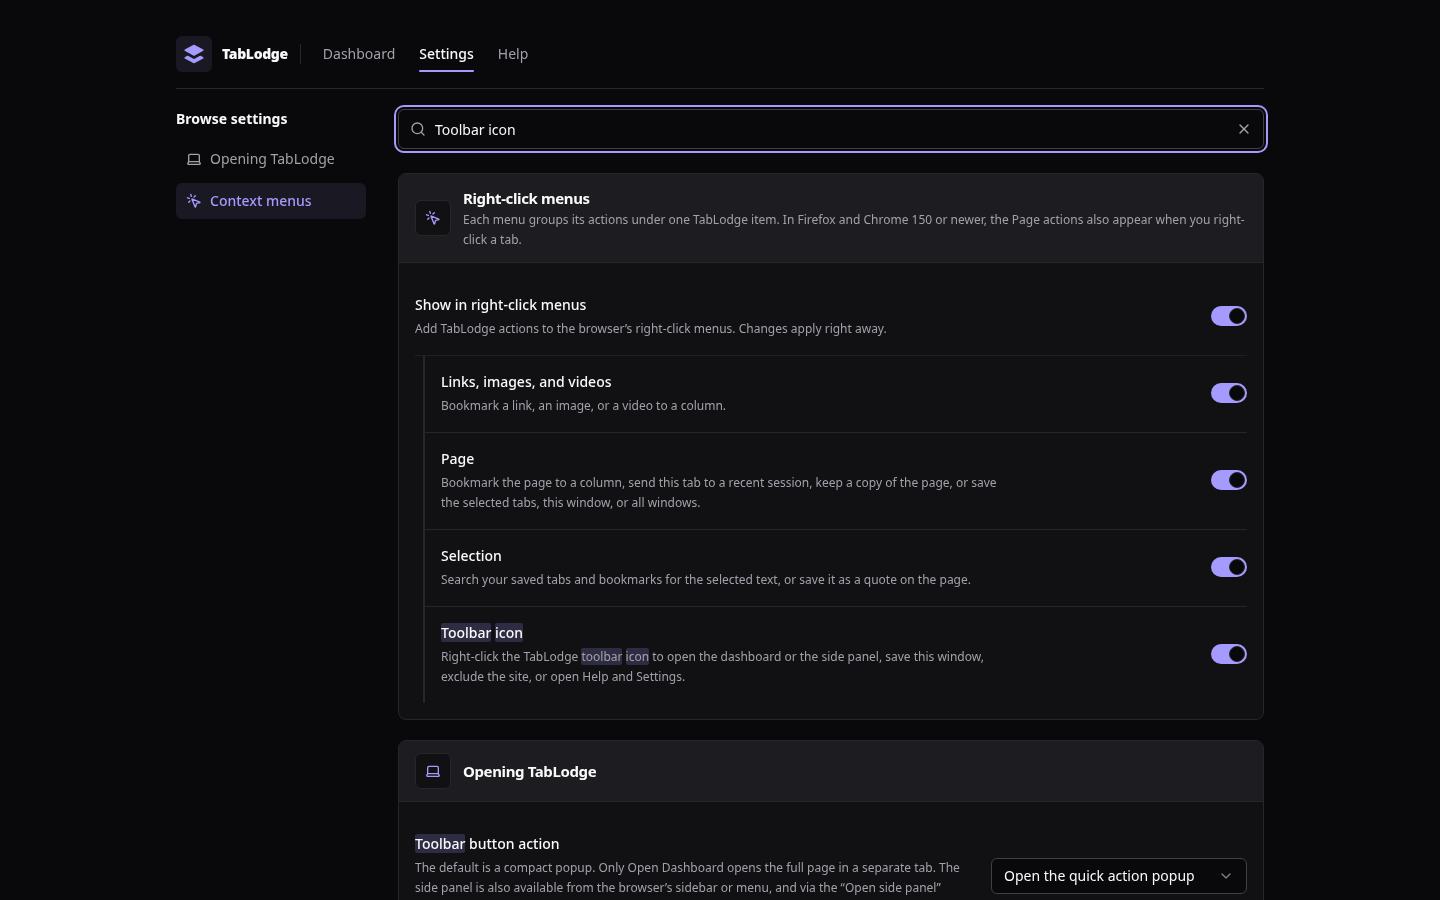 TabLodge
Dashboard
Settings
Help
Browse settings
Opening TabLodge
Context menus
Toolbar icon
Right-click menus
Each menu groups its actions under one TabLodge item. In Firefox and Chrome 150 or newer, the Page actions also appear when you right-
click a tab.
Show in right-click menus
Add TabLodge actions to the browser’s right-click menus. Changes apply right away.
Links, images, and videos
Bookmark a link, an image, or a video to a column.
Page
Bookmark the page to a column, send this tab to a recent session, keep a copy of the page, or save
the selected tabs, this window, or all windows.
Selection
Search your saved tabs and bookmarks for the selected text, or save it as a quote on the page.
Toolbar icon
Right-click the TabLodge toolbar icon to open the dashboard or the side panel, save this window,
exclude the site, or open Help and Settings.
Opening TabLodge
Toolbar button action
The default is a compact popup. Only Open Dashboard opens the full page in a separate tab. The
side panel is also available from the browser’s sidebar or menu, and via the “Open side panel”
Open the quick action popup